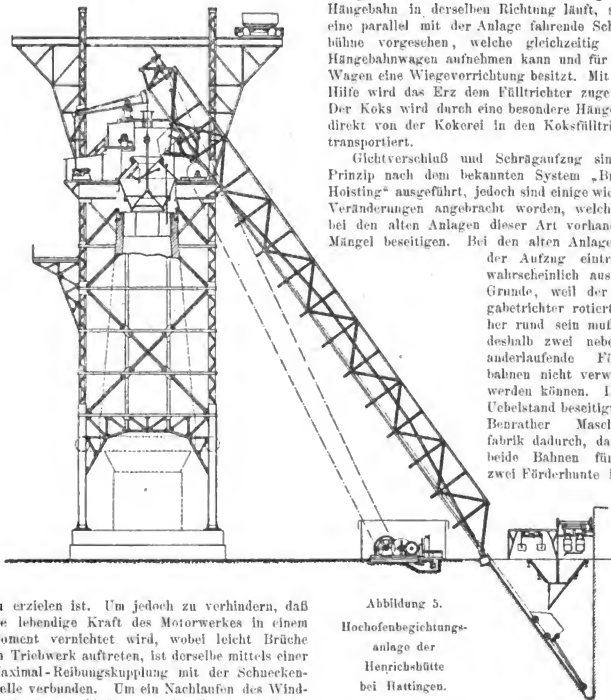 Hängebahn in derselben Richtung läuft, s
eine parallel mit der Anlage fahrende Sch
bühne vorgesehen, welche gleichzeitig
Hängebahnwagen aufnehmen kann und für
Wagen eine Wiegevorrichtung besitzt. Mit
Hilfe wird das Erz dem Fülltrichter zuge
Der Koks wird durch eine besondere Hänge
direkt von der Kokerei in den Koksfülltri
transportiert.
Gichtverschluß und Schrägaufzug sin
Prinzip nach dem bekannten System „Br
Hoisting“ ausgeführt, jedoch sind einige wic
Veränderungen angebracht worden, welch
bei den alten Anlagen dieser Art vorhan
Mängel beseitigen. Bei den alten Anlage
der Aufzug eintr
wahrscheinlich aus
Grunde, weil der
gabetrichter rotiert
her rund sein muß
deshalb zwei nebe
anderlaufende Fö
bahnen nicht verw
werden können. D
Uebelstand beseitig
Benrather Masch
fabrik dadurch, da
beide Bahnen für
zwei Förderhunte i
u erzielen ist. Um jedoch zu verhindern, daß
e lebendige Kraft des Motorwerkes in einem
oment vernichtet wird, wobei leicht Brüche
n Triebwerk auftreten, ist derselbe mittels einer
aximal-Reibungskupplung mit der Schnecken-
elle verbunden. Um ein Nachlaufen des Wind-
Abbildung 5.
Hochofenbegichtungs-
anlage der
Henrichshütte
bei Hattingen.